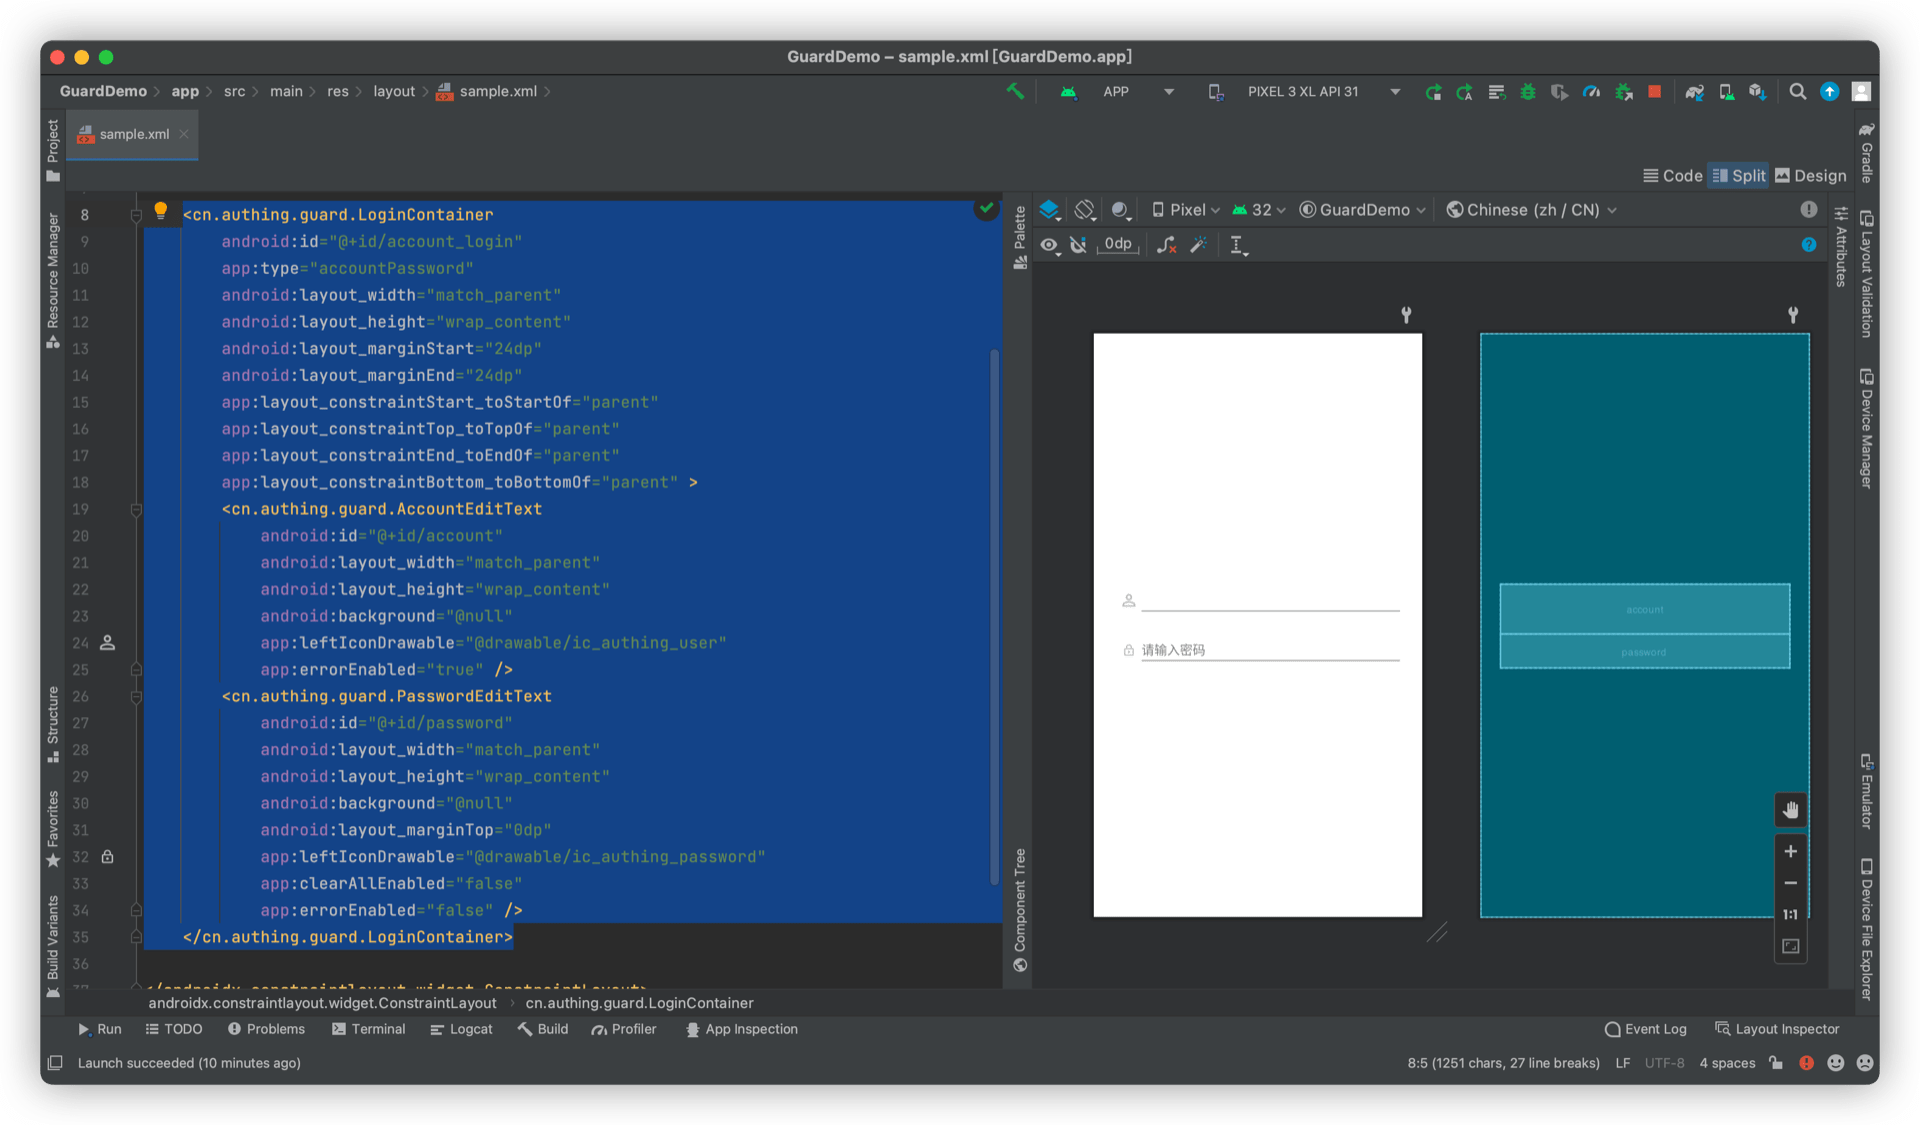 GuardDemo – sample.xml [GuardDemo.app]
GuardDemo app src main res layout sample.xml
APP PIXEL 3 XL API 31
sample.xml
Code Split Design
Project
Resource Manager
Structure
Favorites
Build Variants
8 <cn.authing.guard.LoginContainer
9 android:id="@+id/account_login"
10 app:type="accountPassword"
11 android:layout_width="match_parent"
12 android:layout_height="wrap_content"
13 android:layout_marginStart="24dp"
14 android:layout_marginEnd="24dp"
15 app:layout_constraintStart_toStartOf="parent"
16 app:layout_constraintTop_toTopOf="parent"
17 app:layout_constraintEnd_toEndOf="parent"
18 app:layout_constraintBottom_toBottomOf="parent" >
19 <cn.authing.guard.AccountEditText
20 android:id="@+id/account"
21 android:layout_width="match_parent"
22 android:layout_height="wrap_content"
23 android:background="@null"
24 app:leftIconDrawable="@drawable/ic_authing_user"
25 app:errorEnabled="true" />
26 <cn.authing.guard.PasswordEditText
27 android:id="@+id/password"
28 android:layout_width="match_parent"
29 android:layout_height="wrap_content"
30 android:background="@null"
31 android:layout_marginTop="0dp"
32 app:leftIconDrawable="@drawable/ic_authing_password"
33 app:clearAllEnabled="false"
34 app:errorEnabled="false" />
35 </cn.authing.guard.LoginContainer>
36
37 </androidx.constraintlayout.widget.ConstraintLayout>
Palette
Component Tree
Pixel 32 GuardDemo Chinese (zh / CN)
0dp
请输入密码
account
password
1:1
Attributes
Gradle
Layout Validation
Device Manager
Emulator
Device File Explorer
androidx.constraintlayout.widget.ConstraintLayout cn.authing.guard.LoginContainer
Run TODO Problems Terminal Logcat Build Profiler App Inspection Event Log Layout Inspector
Launch succeeded (10 minutes ago) 8:5 (1251 chars, 27 line breaks) LF UTF-8 4 spaces